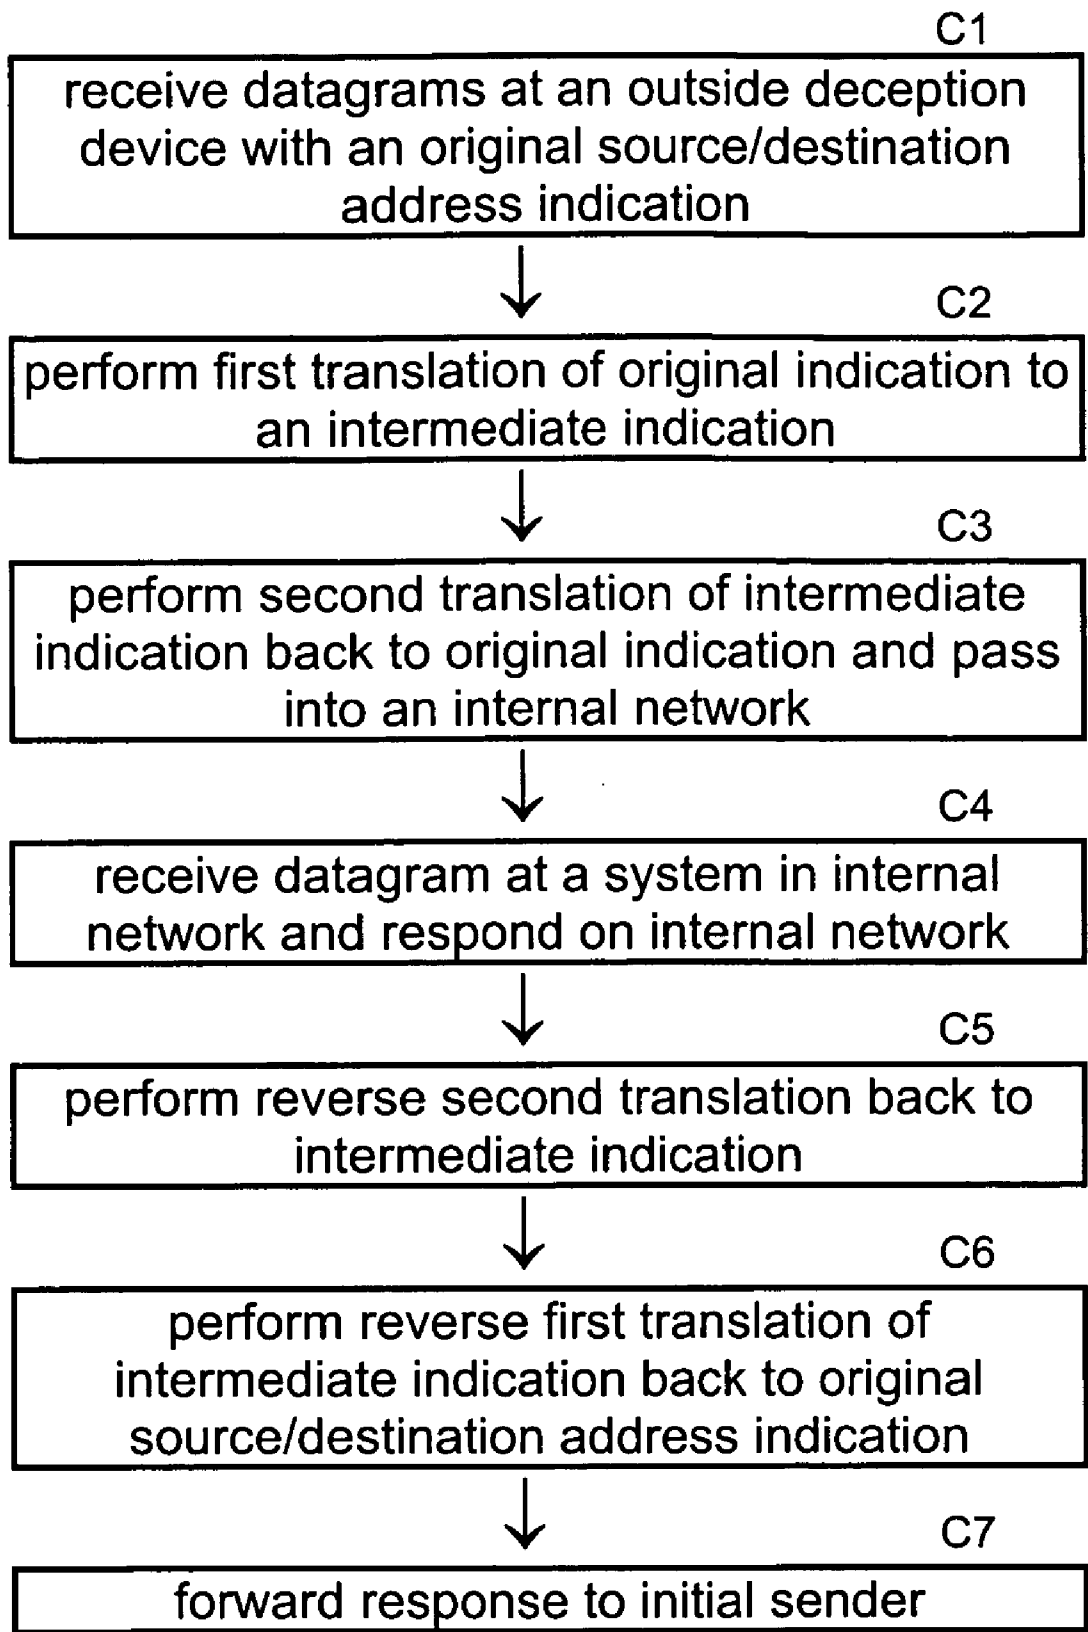 C1
receive datagrams at an outside deception
device with an original source/destination
address indication
C2
perform first translation of original indication to
an intermediate indication
C3
perform second translation of intermediate
indication back to original indication and pass
into an internal network
C4
receive datagram at a system in internal
network and respond on internal network
C5
perform reverse second translation back to
intermediate indication
C6
perform reverse first translation of
intermediate indication back to original
source/destination address indication
C7
forward response to initial sender